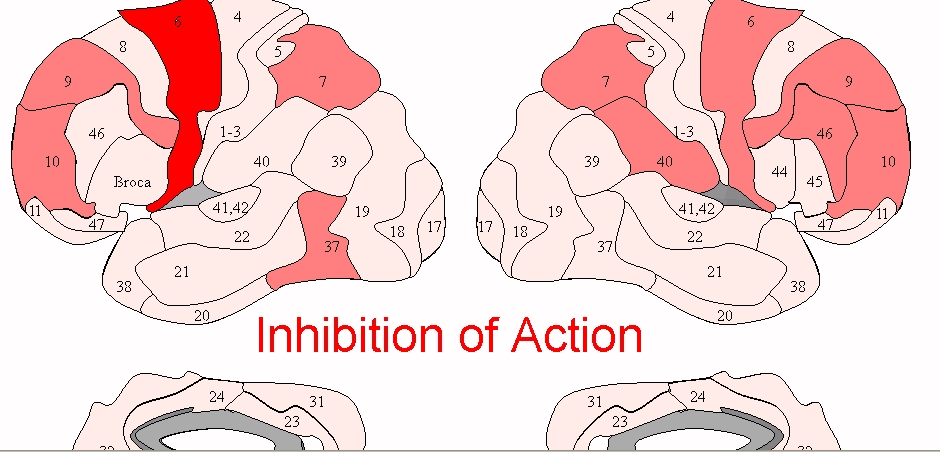 6 4 4 6
8 5 5 8
9 7 7 9
46 1-3 1-3 46
10 40 39 39 40 10
Broca 44 45
11 47 41,42 19 17 17 19 41,42 47 11
22 18 18 22
37 37
38 21 21 38
20 20
Inhibition of Action
24 31 31 24
23 23